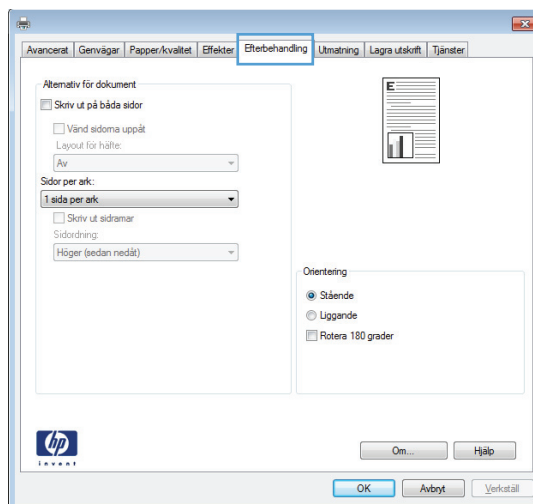 Avancerat Genvägar Papper/kvalitet Effekter Efterbehandling Utmatning Lagra utskrift Tjänster
Alternativ för dokument
Skriv ut på båda sidor
Vänd sidorna uppåt
Layout för häfte:
Av
Sidor per ark:
1 sida per ark
Skriv ut sidramar
Sidordning:
Höger (sedan nedåt)
E
Orientering
Stående
Liggande
Rotera 180 grader
hp
invent
Om... Hjälp
OK Avbryt Verkställ